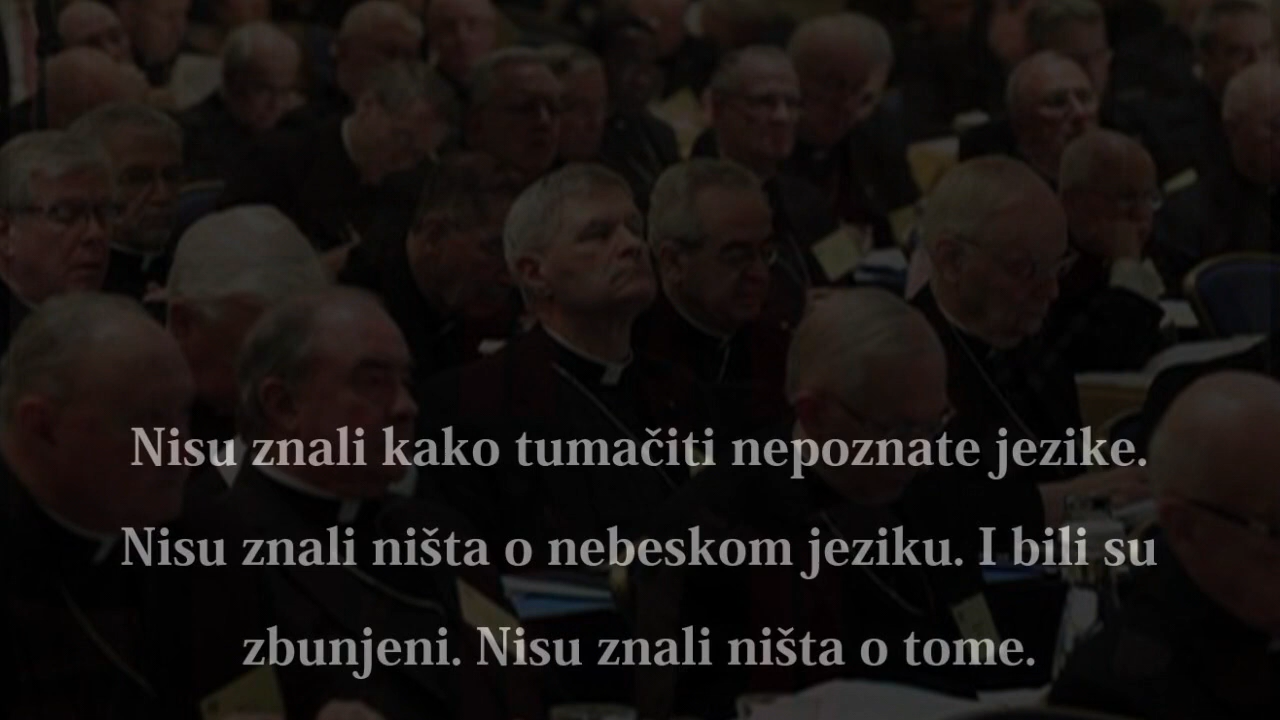 Nisu znali kako tumačiti nepoznate jezike.
Nisu znali ništa o nebeskom jeziku. I bili su
zbunjeni. Nisu znali ništa o tome.